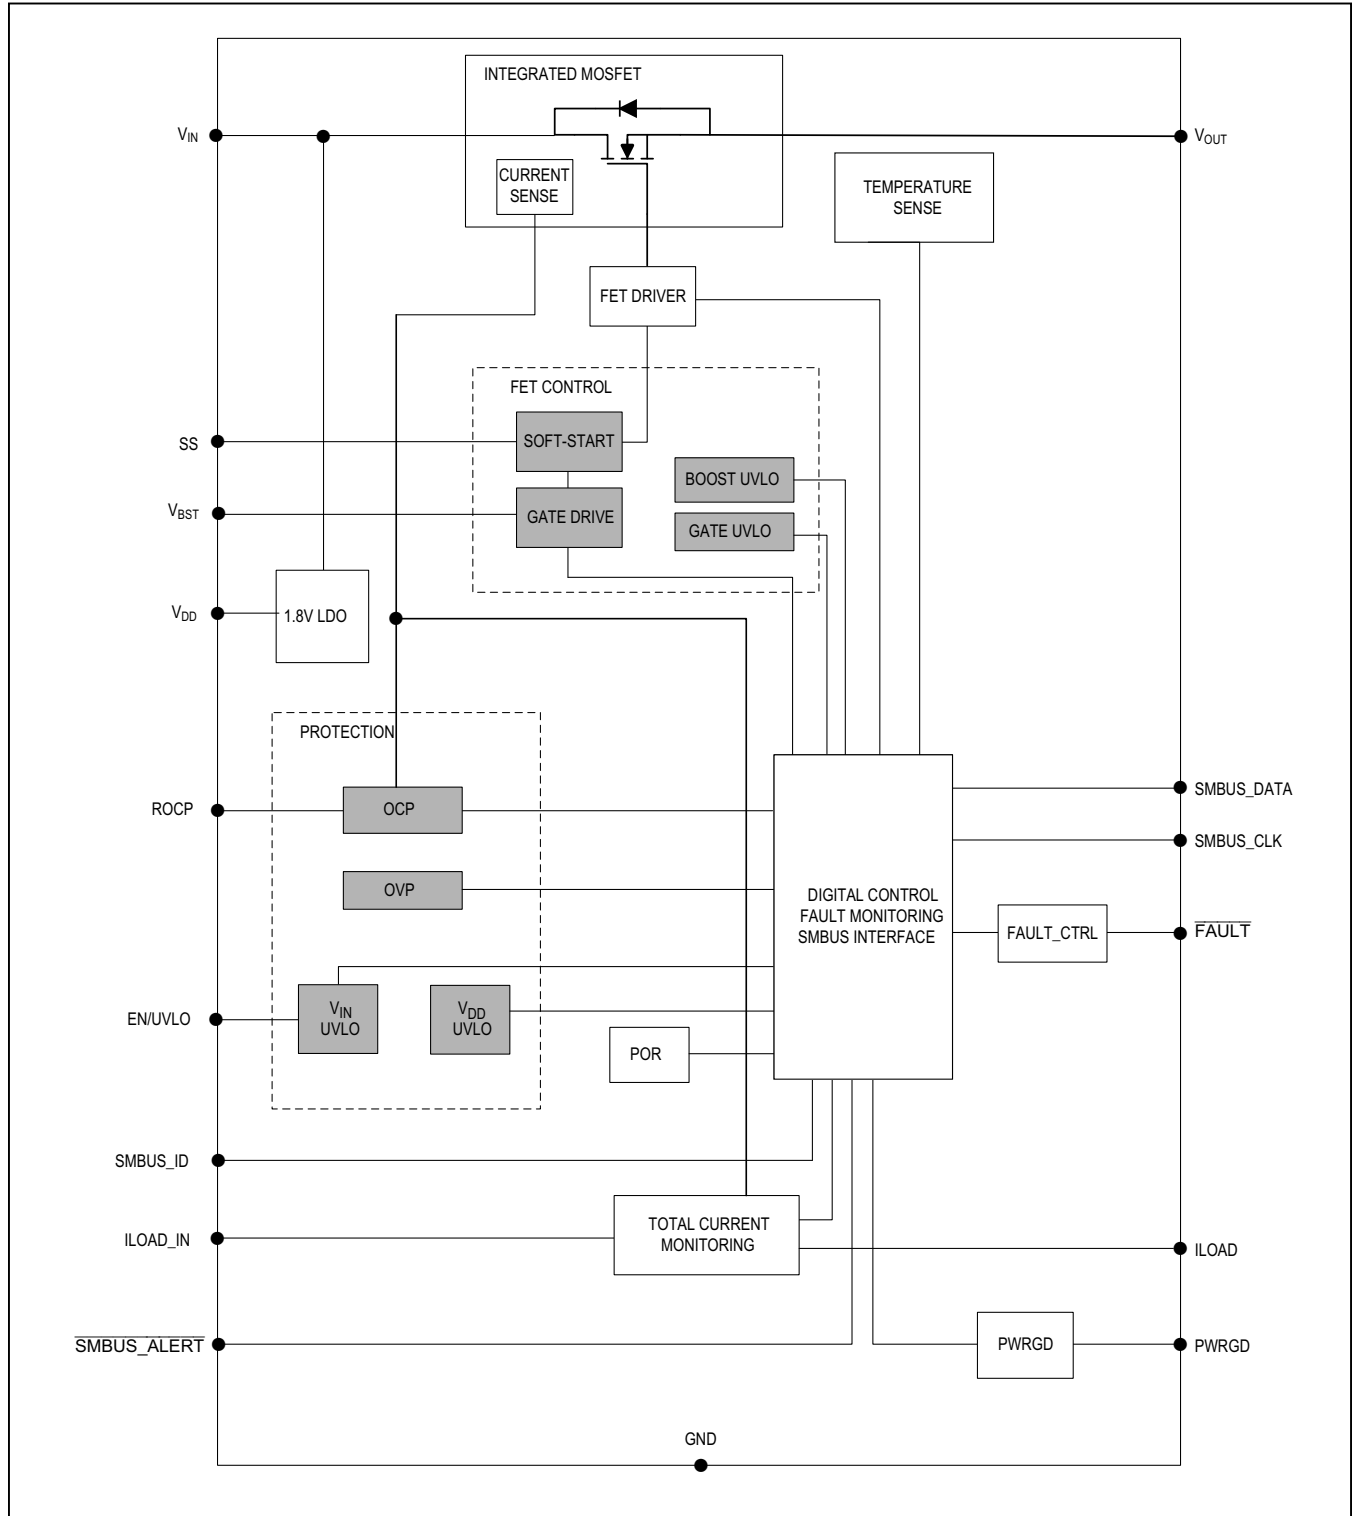 INTEGRATED MOSFET
VIN
VOUT
CURRENT
SENSE
TEMPERATURE
SENSE
FET DRIVER
FET CONTROL
SS
SOFT-START
BOOST UVLO
VBST
GATE DRIVE
GATE UVLO
VDD
1.8V LDO
PROTECTION
ROCP
OCP
SMBUS_DATA
SMBUS_CLK
OVP
DIGITAL CONTROL
FAULT MONITORING
SMBUS INTERFACE
FAULT_CTRL
FAULT
EN/UVLO
VIN
UVLO
VDD
UVLO
POR
SMBUS_ID
ILOAD_IN
TOTAL CURRENT
MONITORING
ILOAD
SMBUS_ALERT
PWRGD
PWRGD
GND